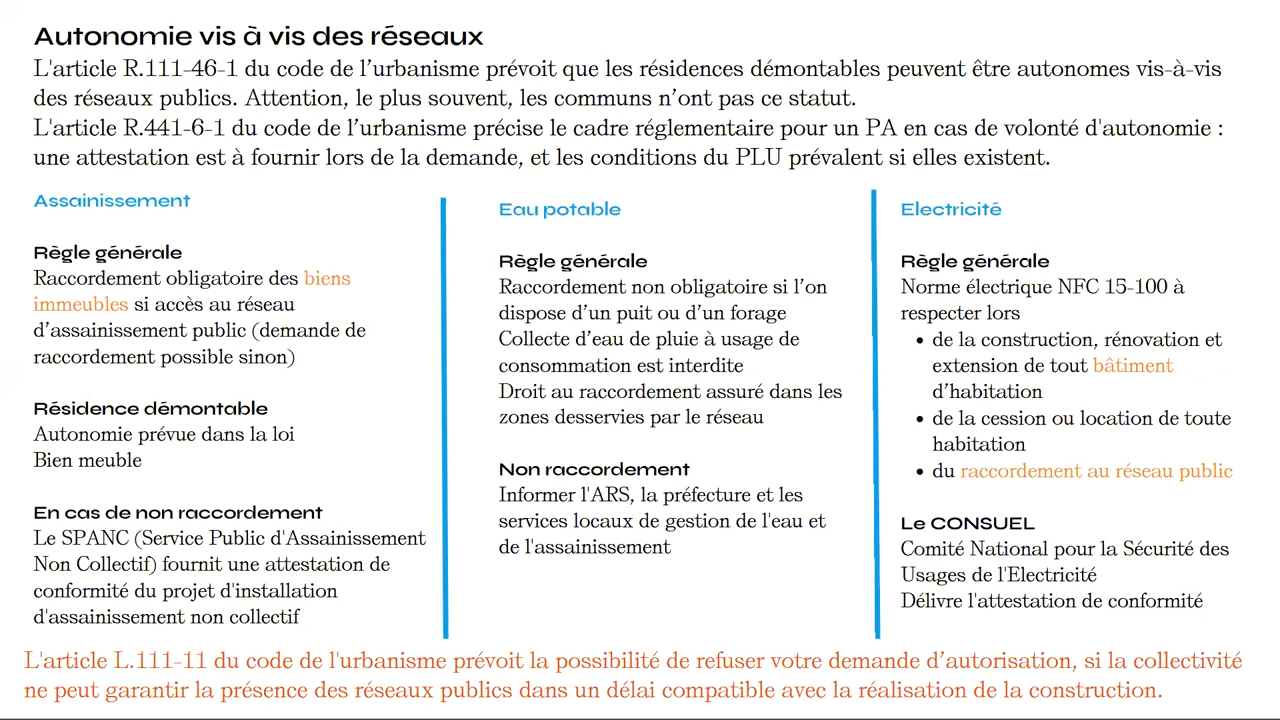 Autonomie vis à vis des réseaux
L'article R.111-46-1 du code de l’urbanisme prévoit que les résidences démontables peuvent être autonomes vis-à-vis
des réseaux publics. Attention, le plus souvent, les communs n’ont pas ce statut.
L'article R.441-6-1 du code de l’urbanisme précise le cadre réglementaire pour un PA en cas de volonté d'autonomie :
une attestation est à fournir lors de la demande, et les conditions du PLU prévalent si elles existent.
Assainissement
Règle générale
Raccordement obligatoire des biens
immeubles si accès au réseau
d’assainissement public (demande de
raccordement possible sinon)
Résidence démontable
Autonomie prévue dans la loi
Bien meuble
En cas de non raccordement
Le SPANC (Service Public d'Assainissement
Non Collectif) fournit une attestation de
conformité du projet d'installation
d'assainissement non collectif
Eau potable
Règle générale
Raccordement non obligatoire si l’on
dispose d’un puit ou d’un forage
Collecte d’eau de pluie à usage de
consommation est interdite
Droit au raccordement assuré dans les
zones desservies par le réseau
Non raccordement
Informer l'ARS, la préfecture et les
services locaux de gestion de l'eau et
de l'assainissement
Electricité
Règle générale
Norme électrique NFC 15-100 à
respecter lors
• de la construction, rénovation et
extension de tout bâtiment
d’habitation
• de la cession ou location de toute
habitation
• du raccordement au réseau public
Le CONSUEL
Comité National pour la Sécurité des
Usages de l'Electricité
Délivre l'attestation de conformité
L'article L.111-11 du code de l'urbanisme prévoit la possibilité de refuser votre demande d’autorisation, si la collectivité
ne peut garantir la présence des réseaux publics dans un délai compatible avec la réalisation de la construction.